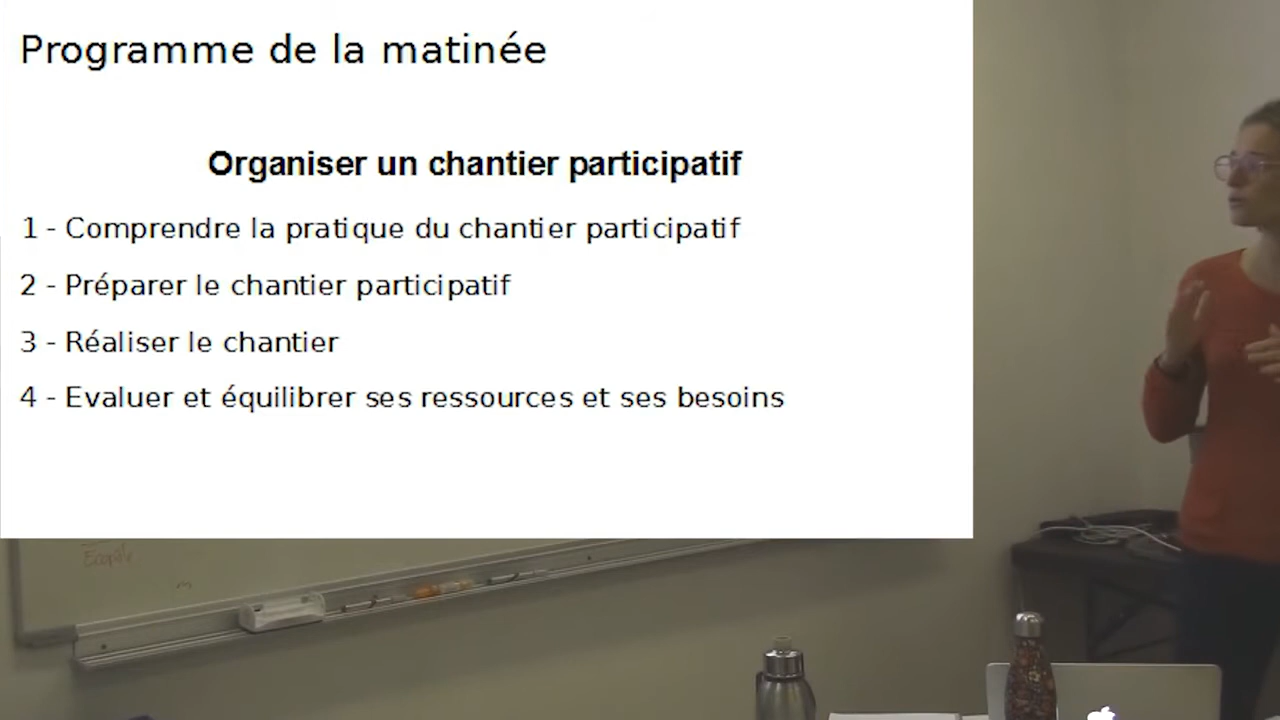 Programme de la matinée
Organiser un chantier participatif
1 - Comprendre la pratique du chantier participatif
2 - Préparer le chantier participatif
3 - Réaliser le chantier
4 - Evaluer et équilibrer ses ressources et ses besoins